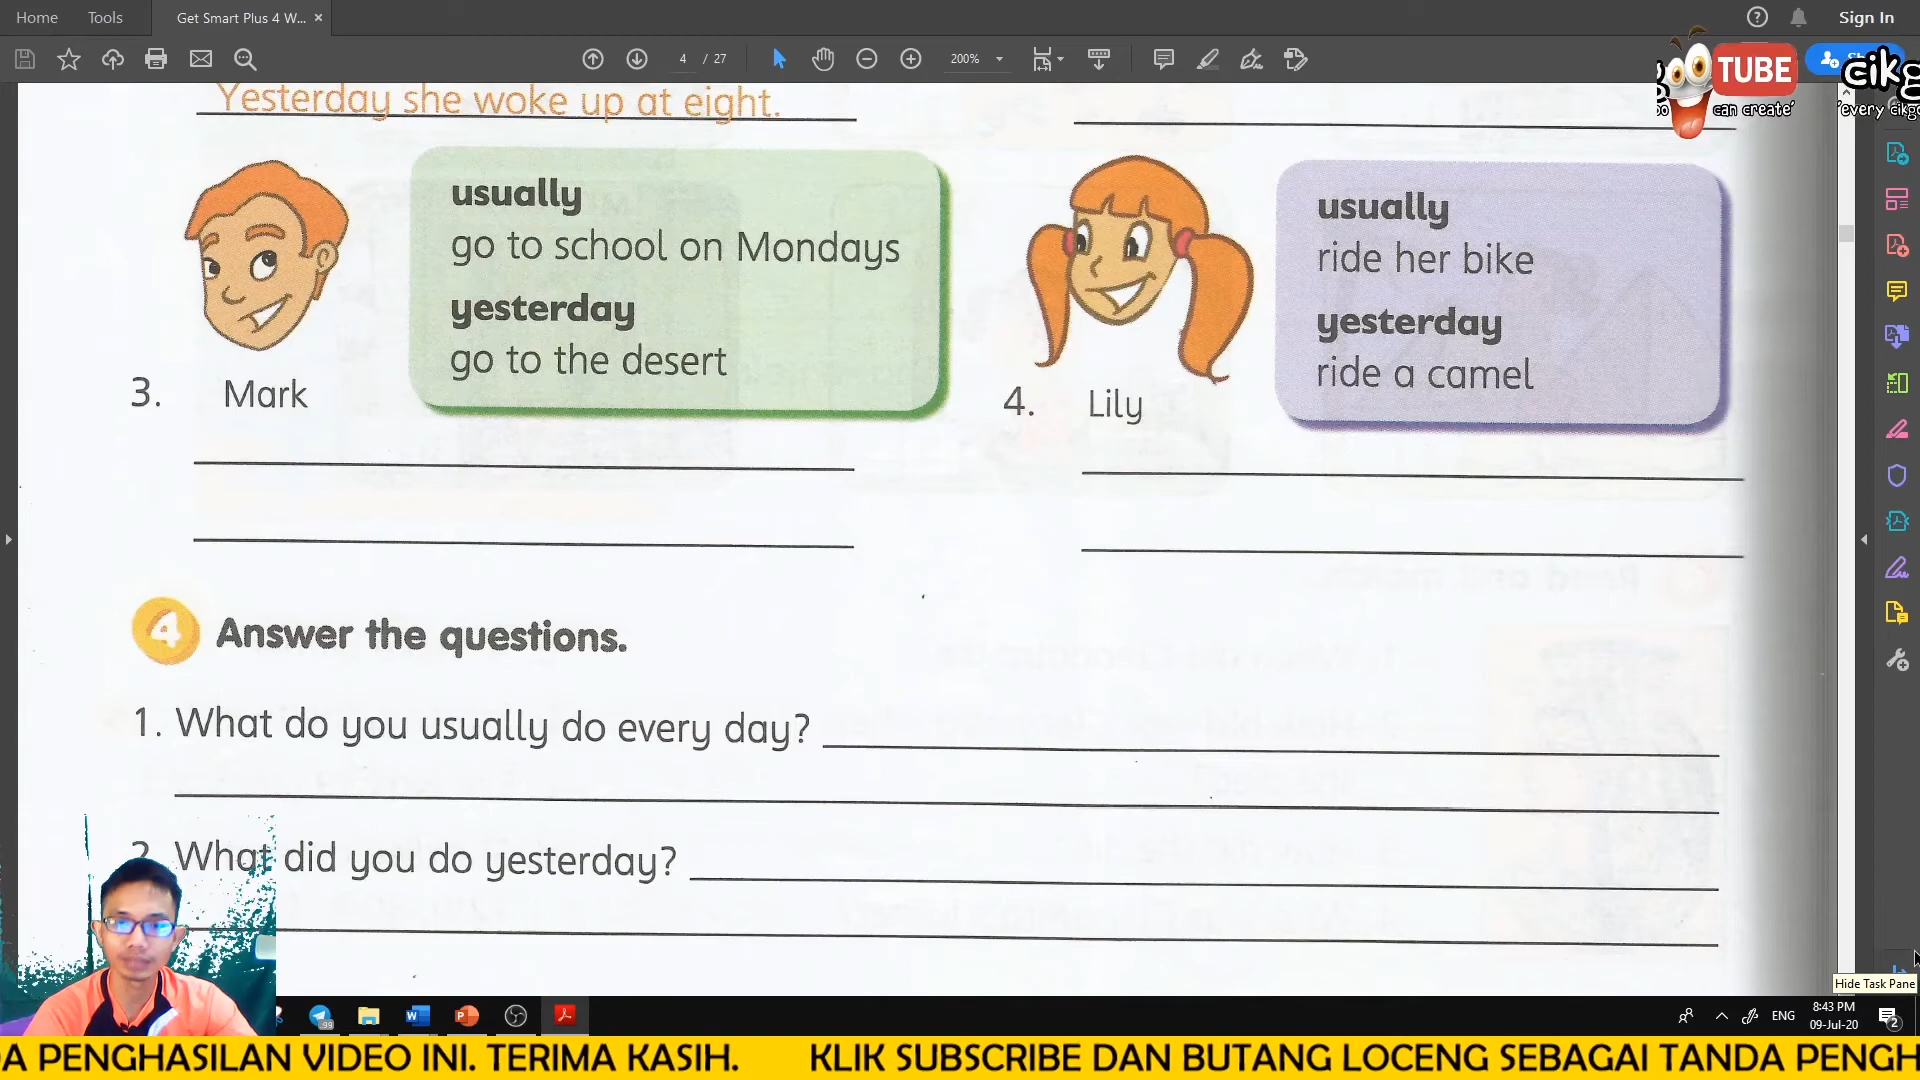 Home
Tools
Get Smart Plus 4 W...
Sign In
4 / 27
200%
TUBE
can create'
cikg
'every cikg
Yesterday she woke up at eight.
usually
go to school on Mondays
yesterday
go to the desert
3. Mark
usually
ride her bike
yesterday
ride a camel
4. Lily
4 Answer the questions.
1. What do you usually do every day?
2. What did you do yesterday?
Hide Task Pane
99
ENG
8:43 PM
09-Jul-20
2
A PENGHASILAN VIDEO INI. TERIMA KASIH. KLIK SUBSCRIBE DAN BUTANG LOCENG SEBAGAI TANDA PENGH